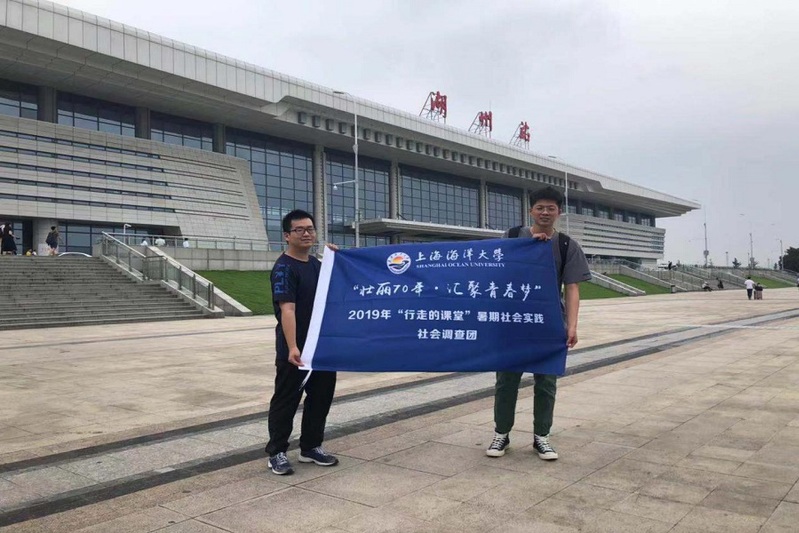 湖州站
上海海洋大學
SHANGHAI OCEAN UNIVERSITY
“壮丽70年·汇聚青春梦”
2019年“行走的课堂”暑期社会实践
社会调查团